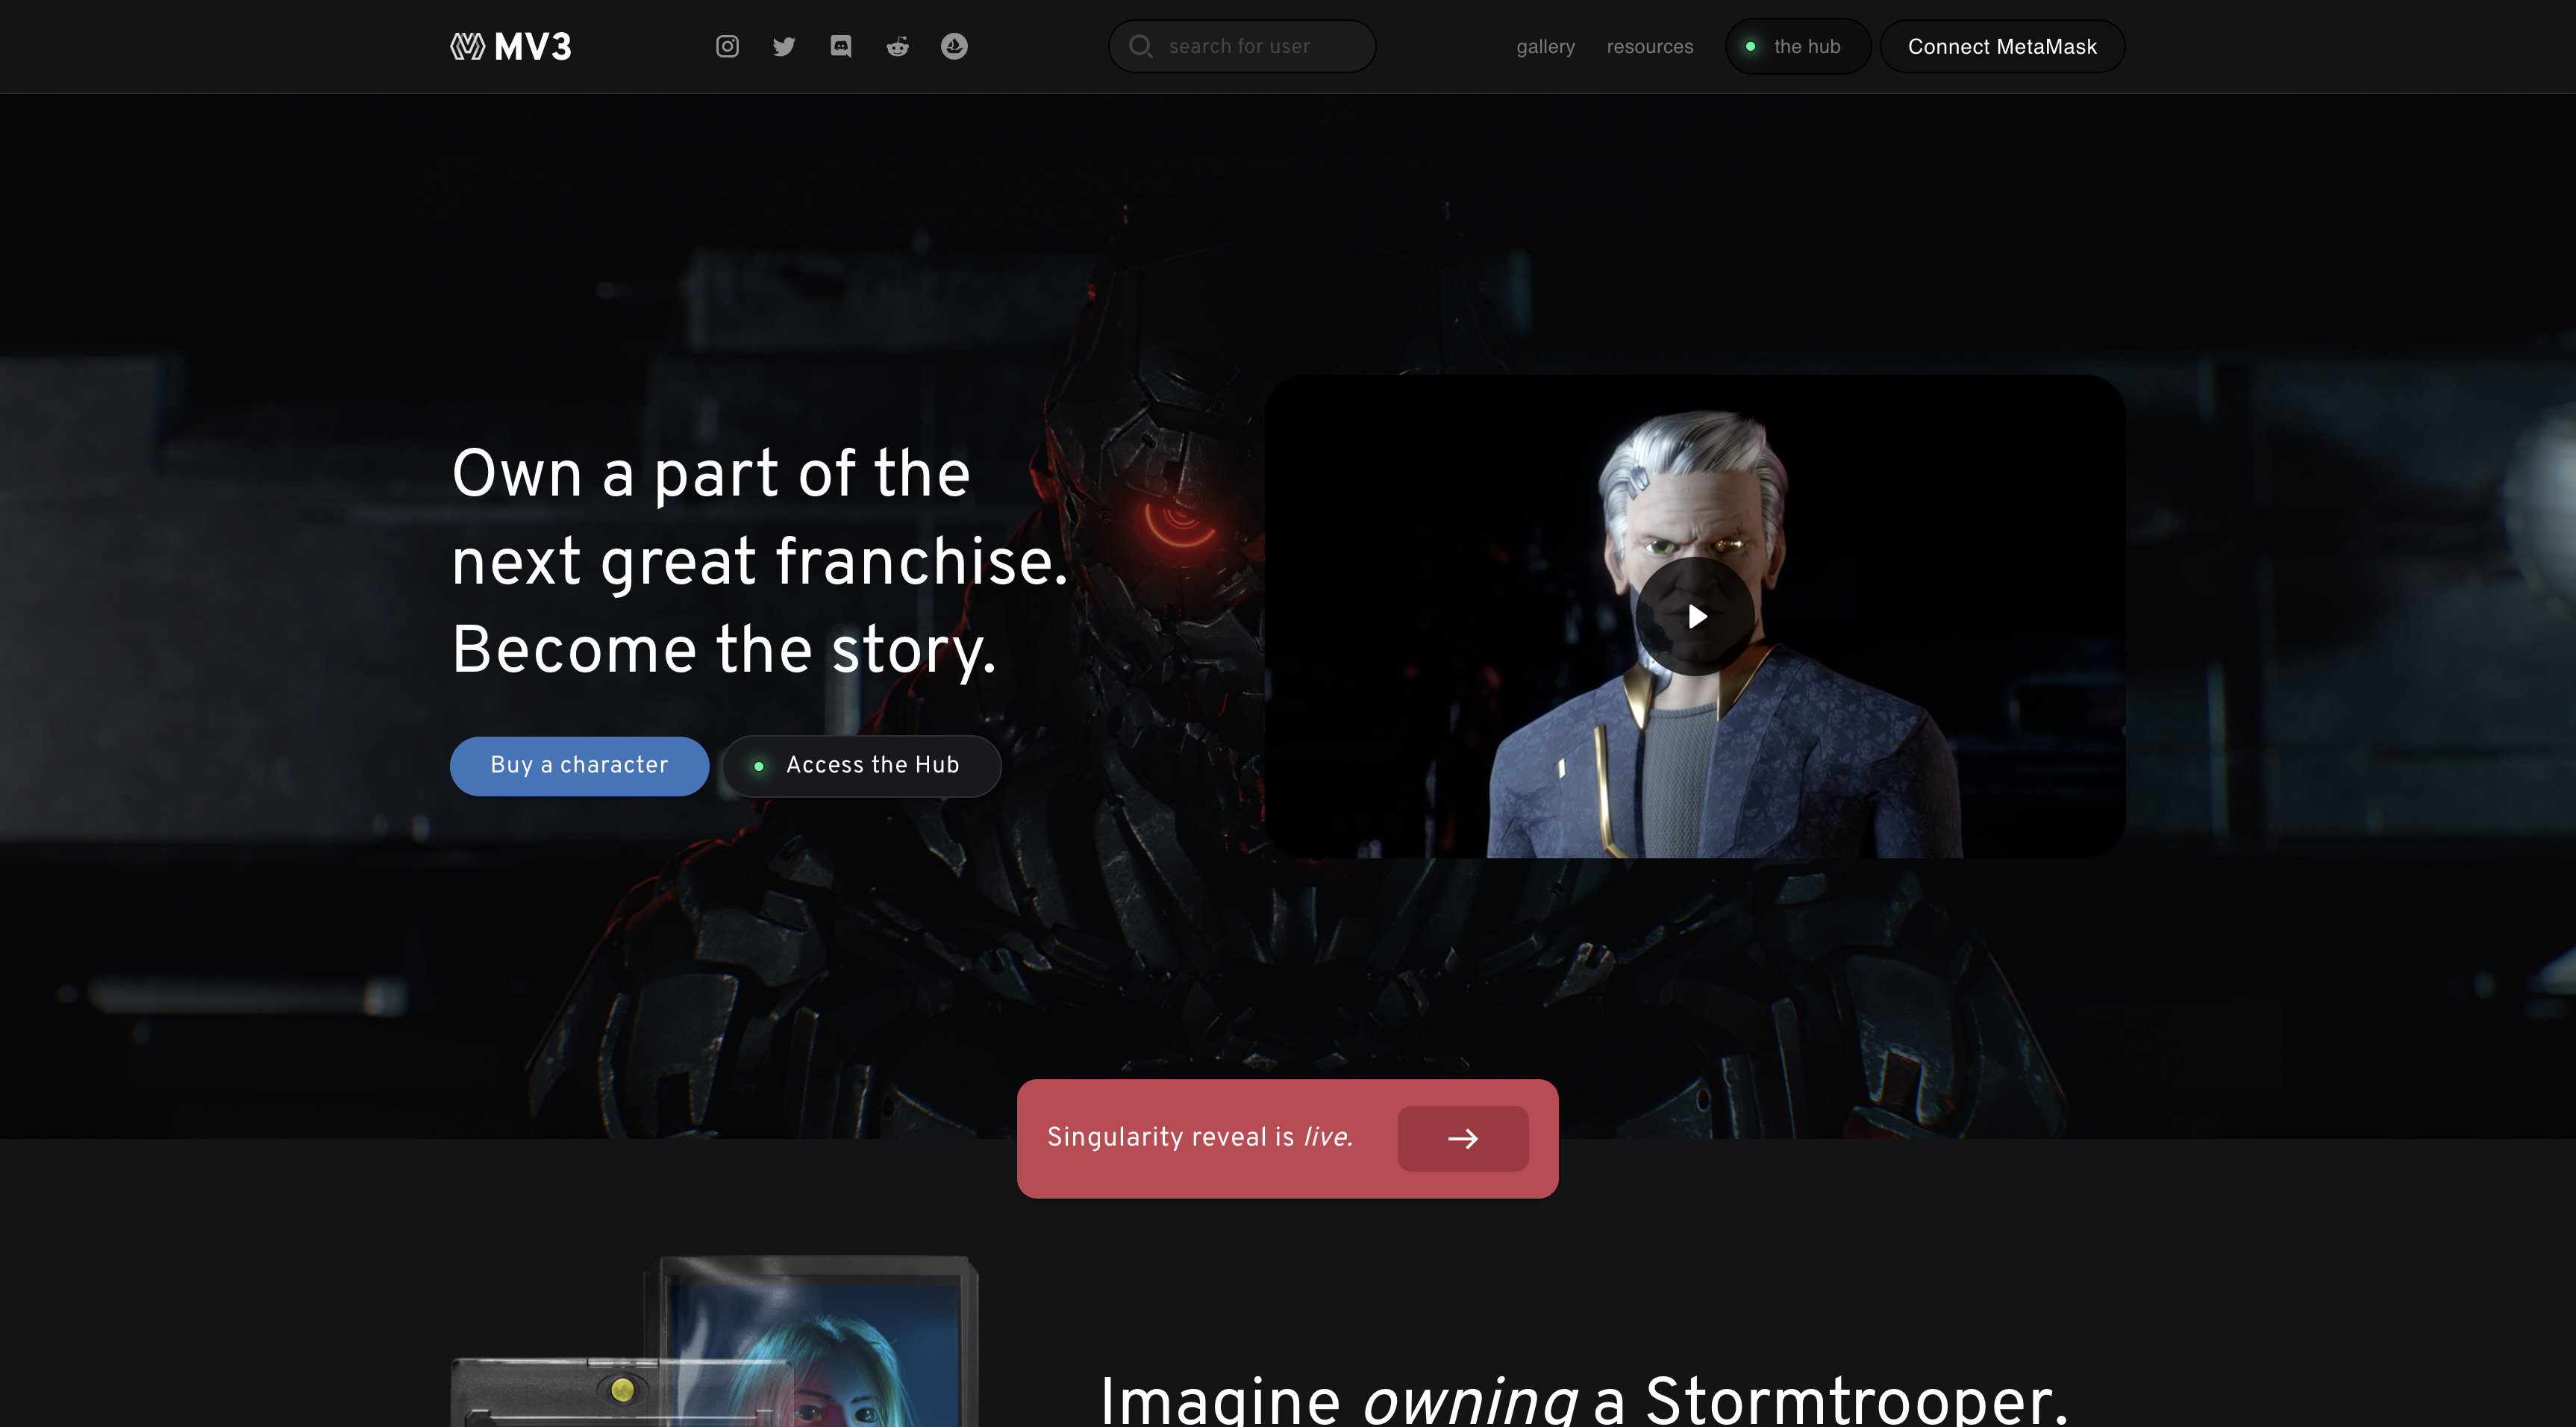 MV3
search for user
gallery
resources
the hub
Connect MetaMask
Own a part of the
next great franchise.
Become the story.
Buy a character
Access the Hub
Singularity reveal is live.
Imagine owning a Stormtrooper.